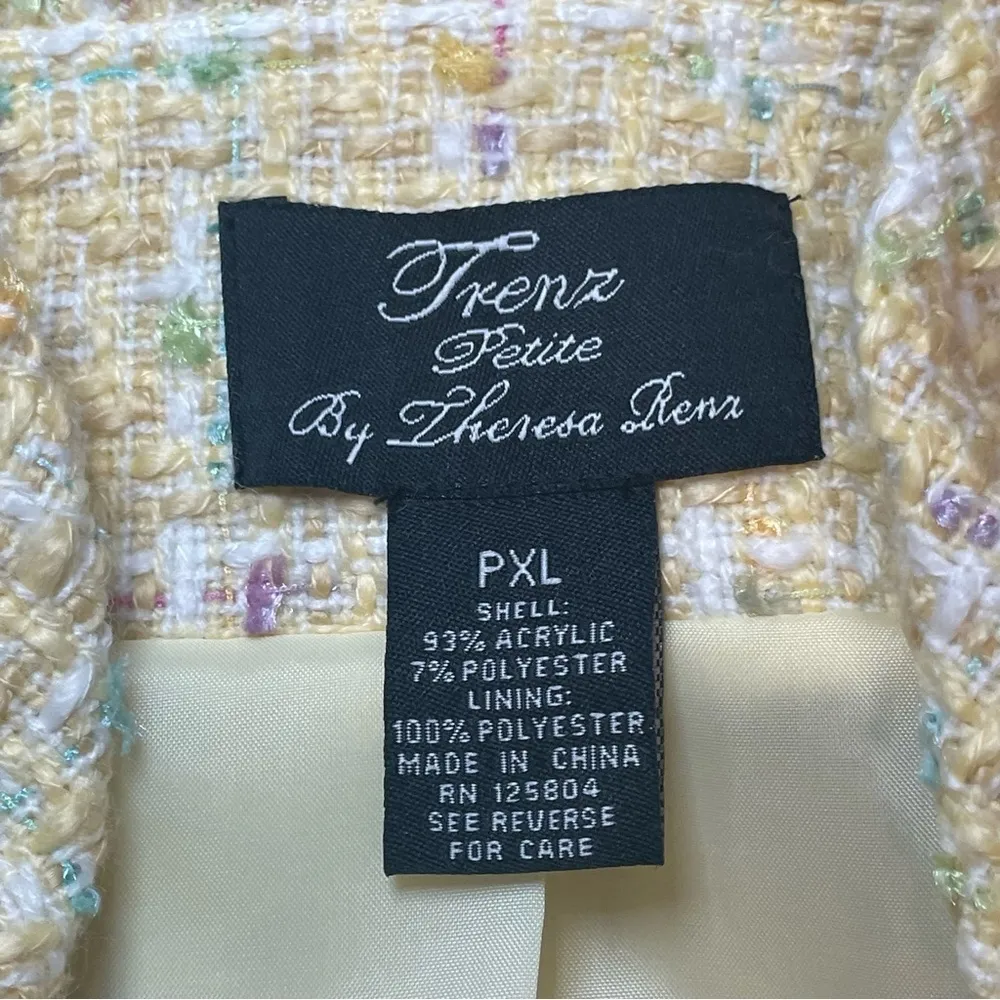 Trenz
Petite
By Theresa Renz
PXL
SHELL:
93% ACRYLIC
7% POLYESTER
LINING:
100% POLYESTER
MADE IN CHINA
RN 125804
SEE REVERSE
FOR CARE